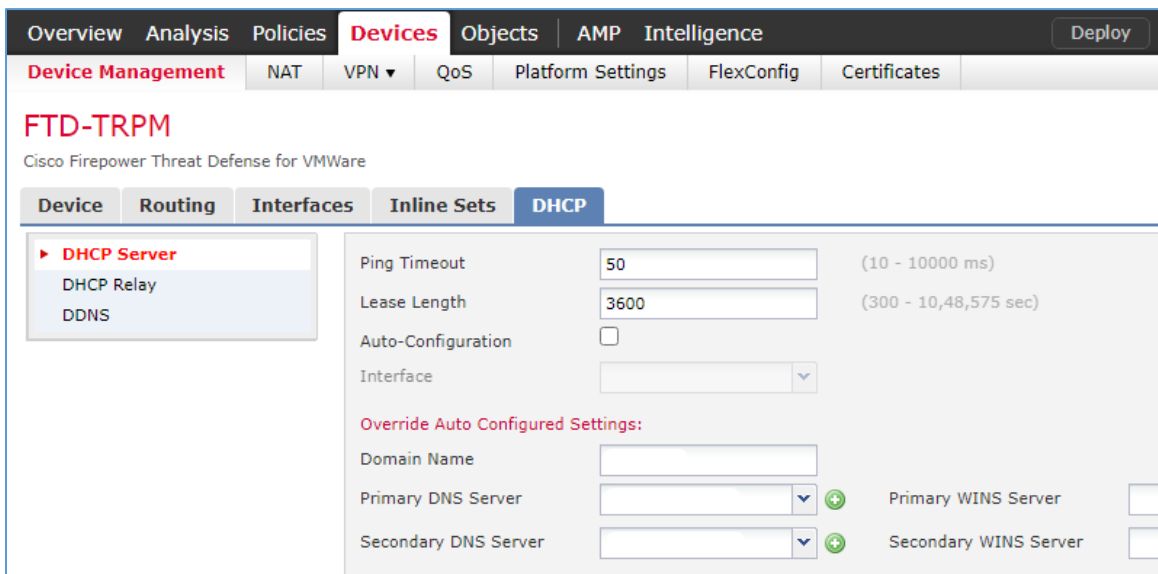 Overview Analysis Policies Devices Objects AMP Intelligence Deploy
Device Management NAT VPN ▾ QoS Platform Settings FlexConfig Certificates
FTD-TRPM
Cisco Firepower Threat Defense for VMWare
Device Routing Interfaces Inline Sets DHCP
DHCP Server
DHCP Relay
DDNS
Ping Timeout 50 (10 - 10000 ms)
Lease Length 3600 (300 - 10,48,575 sec)
Auto-Configuration
Interface
Override Auto Configured Settings:
Domain Name
Primary DNS Server Primary WINS Server
Secondary DNS Server Secondary WINS Server